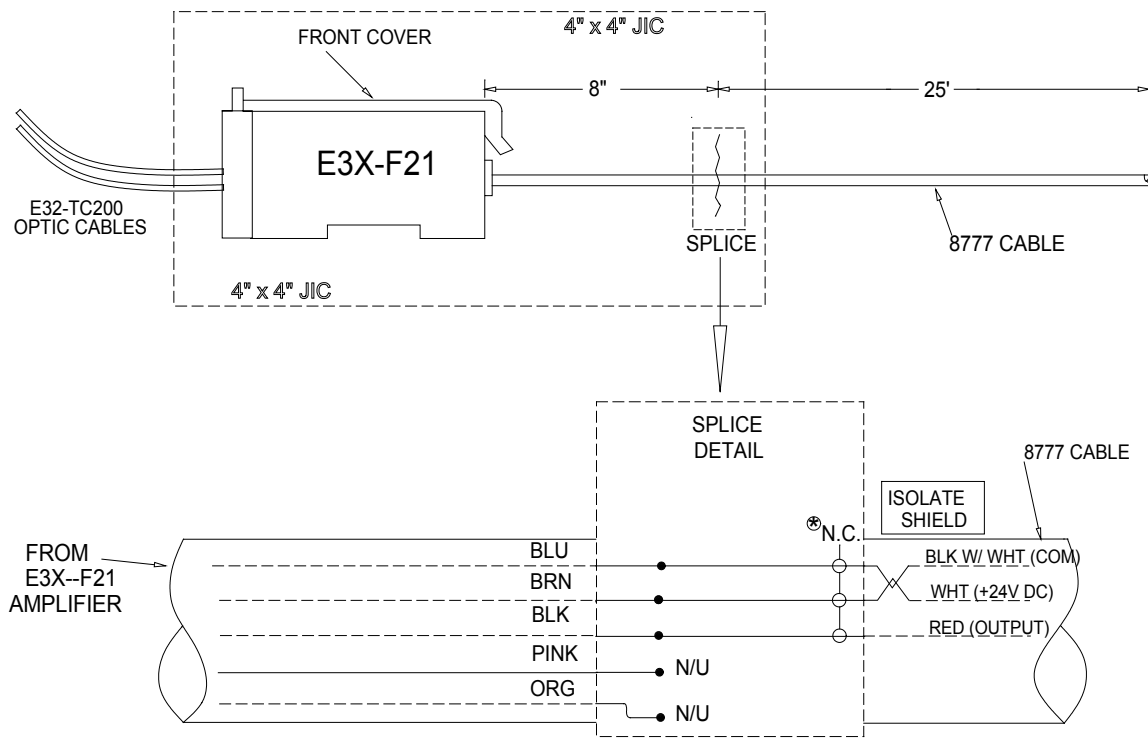 4" x 4" JIC
FRONT COVER
8"
25'
E3X-F21
E32-TC200
OPTIC CABLES
SPLICE
8777 CABLE
4" x 4" JIC
SPLICE
DETAIL
8777 CABLE
ISOLATE
SHIELD
*N.C.
FROM
E3X--F21
AMPLIFIER
BLU
BLK W/ WHT (COM)
BRN
WHT (+24V DC)
BLK
RED (OUTPUT)
PINK
N/U
ORG
N/U